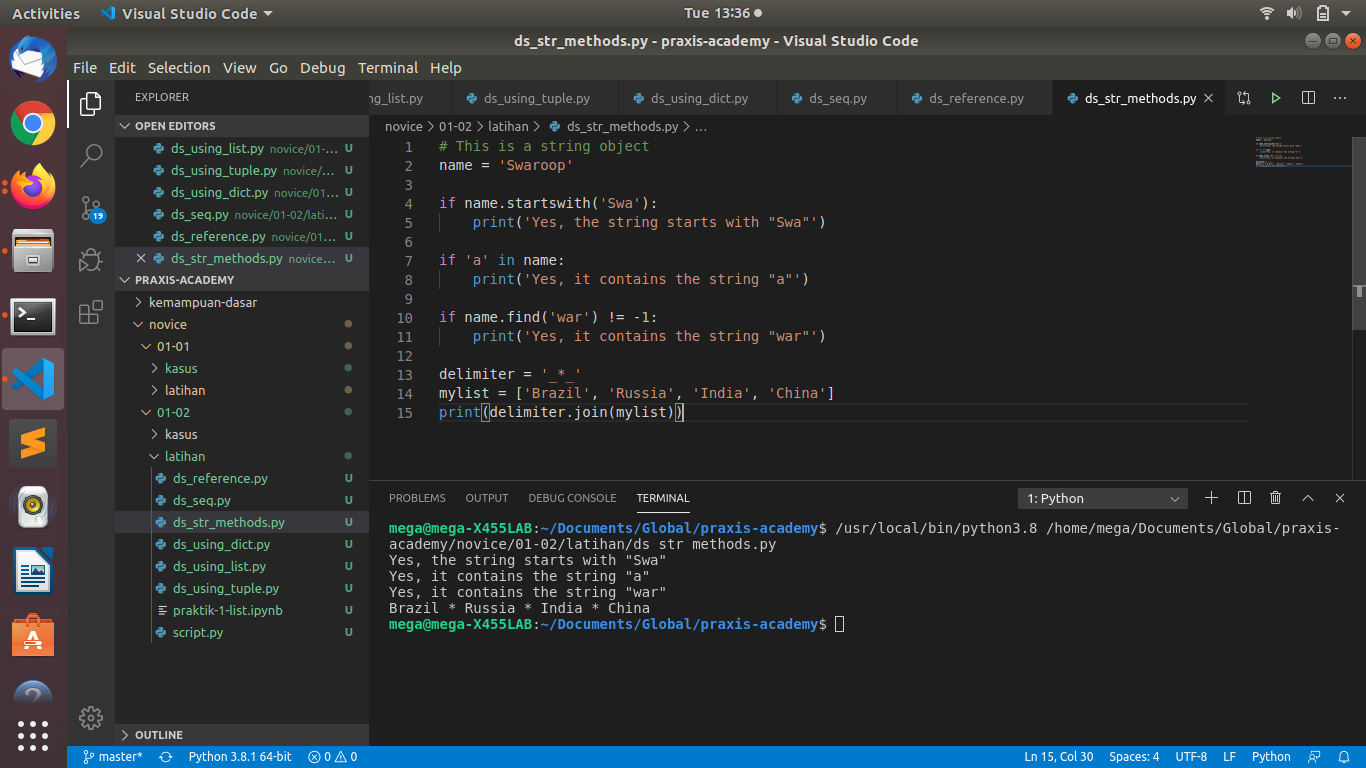 Activities Visual Studio Code Tue 13:36
ds_str_methods.py - praxis-academy - Visual Studio Code
File Edit Selection View Go Debug Terminal Help
EXPLORER
OPEN EDITORS
ds_using_list.py novice/01-... U
ds_using_tuple.py novice/... U
ds_using_dict.py novice/01... U
ds_seq.py novice/01-02/lati... U
ds_reference.py novice/01... U
ds_str_methods.py novice... U
PRAXIS-ACADEMY
kemampuan-dasar
novice
01-01
kasus
latihan
01-02
kasus
latihan
ds_reference.py U
ds_seq.py U
ds_str_methods.py U
ds_using_dict.py U
ds_using_list.py U
ds_using_tuple.py U
praktik-1-list.ipynb U
script.py U
OUTLINE
19
ng_list.py ds_using_tuple.py ds_using_dict.py ds_seq.py ds_reference.py ds_str_methods.py
novice > 01-02 > latihan > ds_str_methods.py > ...
1 # This is a string object
2 name = 'Swaroop'
3
4 if name.startswith('Swa'):
5 print('Yes, the string starts with "Swa"')
6
7 if 'a' in name:
8 print('Yes, it contains the string "a"')
9
10 if name.find('war') != -1:
11 print('Yes, it contains the string "war"')
12
13 delimiter = '_*_'
14 mylist = ['Brazil', 'Russia', 'India', 'China']
15 print(delimiter.join(mylist))
PROBLEMS OUTPUT DEBUG CONSOLE TERMINAL 1: Python
mega@mega-X455LAB:~/Documents/Global/praxis-academy$ /usr/local/bin/python3.8 /home/mega/Documents/Global/praxis-
academy/novice/01-02/latihan/ds str methods.py
Yes, the string starts with "Swa"
Yes, it contains the string "a"
Yes, it contains the string "war"
Brazil * Russia * India * China
mega@mega-X455LAB:~/Documents/Global/praxis-academy$
master* Python 3.8.1 64-bit 0 0 Ln 15, Col 30 Spaces: 4 UTF-8 LF Python